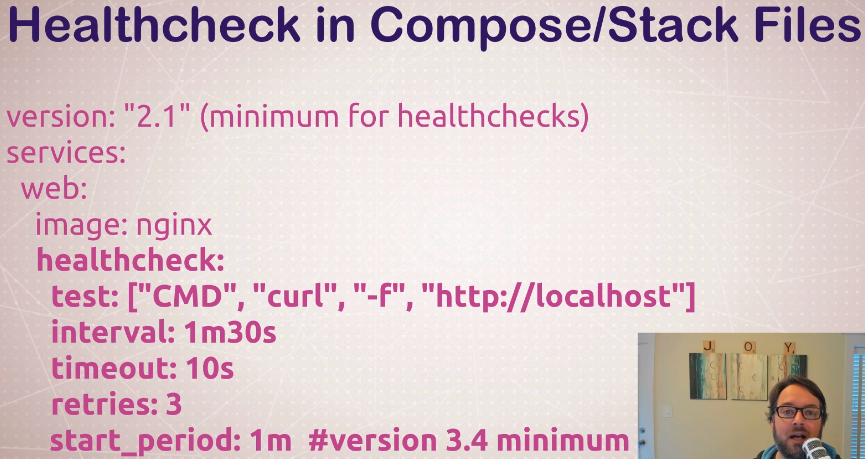 Healthcheck in Compose/Stack Files
version: "2.1" (minimum for healthchecks)
services:
web:
image: nginx
healthcheck:
test: ["CMD", "curl", "-f", "http://localhost"]
interval: 1m30s
timeout: 10s
retries: 3
start_period: 1m #version 3.4 minimum
J O Y